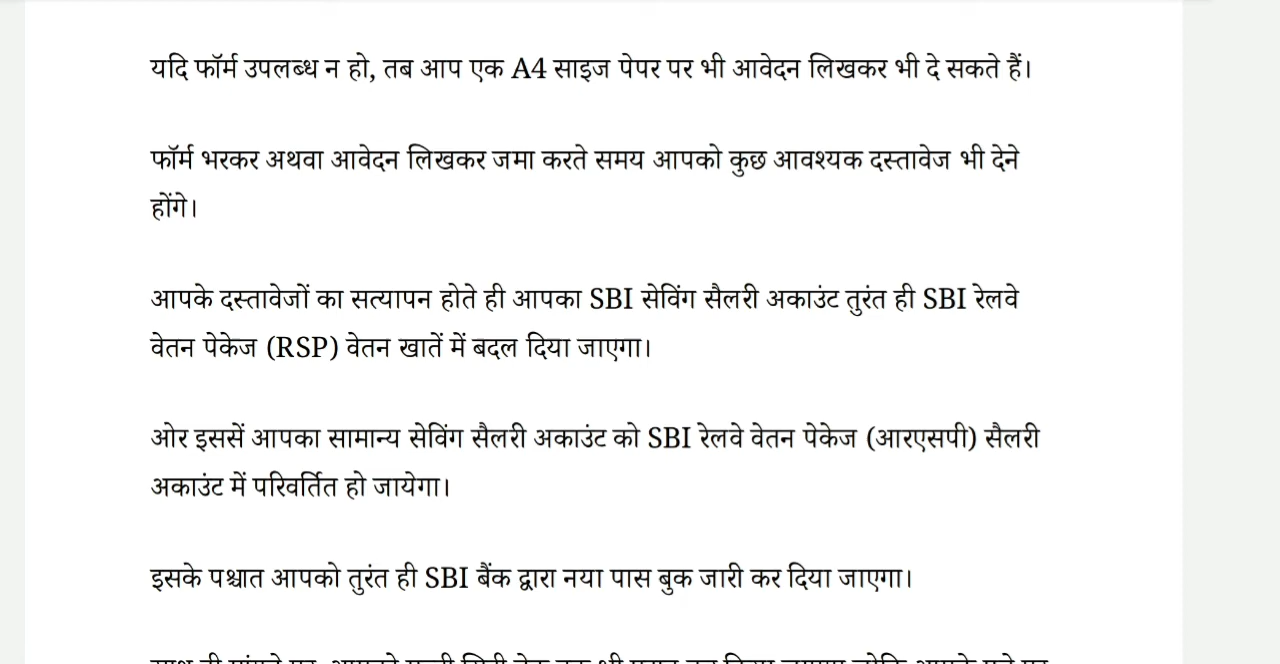 यदि फॉर्म उपलब्ध न हो, तब आप एक A4 साइज पेपर पर भी आवेदन लिखकर भी दे सकते हैं।
फॉर्म भरकर अथवा आवेदन लिखकर जमा करते समय आपको कुछ आवश्यक दस्तावेज भी देने
होंगे।
आपके दस्तावेजों का सत्यापन होते ही आपका SBI सेविंग सैलरी अकाउंट तुरंत ही SBI रेलवे
वेतन पेकेज (RSP) वेतन खातें में बदल दिया जाएगा।
ओर इससें आपका सामान्य सेविंग सैलरी अकाउंट को SBI रेलवे वेतन पेकेज (आरएसपी) सैलरी
अकाउंट में परिवर्तित हो जायेगा।
इसके पश्चात आपको तुरंत ही SBI बैंक द्वारा नया पास बुक जारी कर दिया जाएगा।